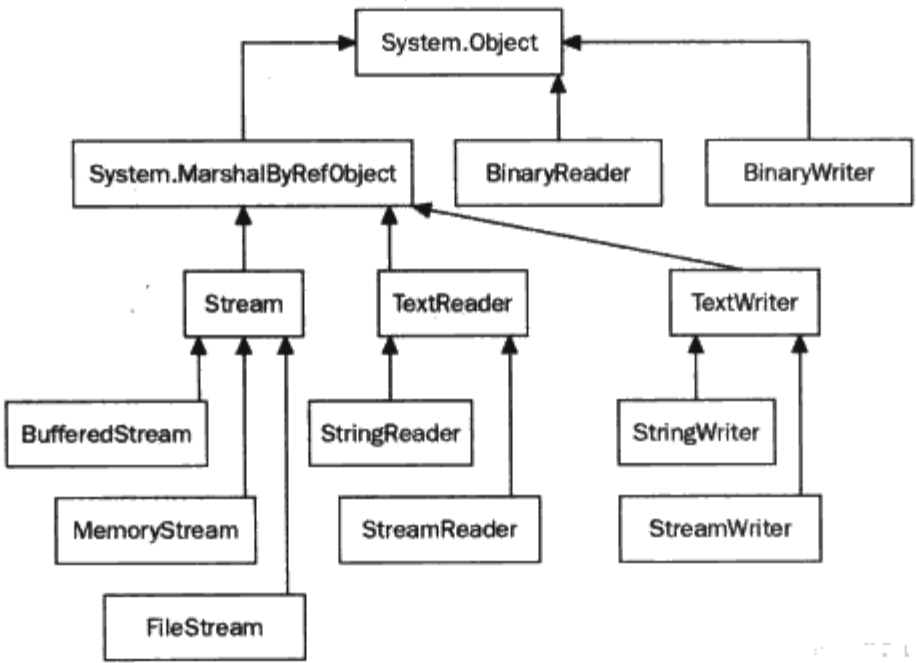 System.Object
System.MarshalByRefObject
BinaryReader
BinaryWriter
Stream
TextReader
TextWriter
BufferedStream
StringReader
StringWriter
MemoryStream
StreamReader
StreamWriter
FileStream